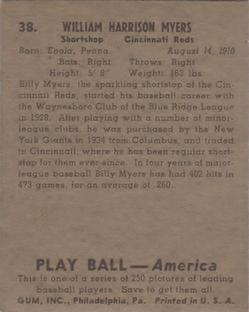 38. WILLIAM HARRISON MYERS
Shortshop Cincinnati Reds
Born: Enola, Penna. August 14, 1910
Bats: Right Throws: Right
Height: 5' 8" Weight: 163 lbs
Billy Myers, the sparkling shortstop of the Cincinnati Reds, started his baseball career with
the Waynesboro Club of the Blue Ridge League
in 1928. After playing with a number of minor-
league clubs, he was purchased by the New
York Giants in 1934 from Columbus, and traded
to Cincinnati, where he has been regular short-
stop for them ever since. In four years of major-
league baseball Billy Myers has had 402 hits in
473 games, for an average of .260.
PLAY BALL—America
This is one of a series of 250 pictures of leading
baseball players. Save to get them all.
GUM, INC., Philadelphia, Pa. Printed in U. S. A.